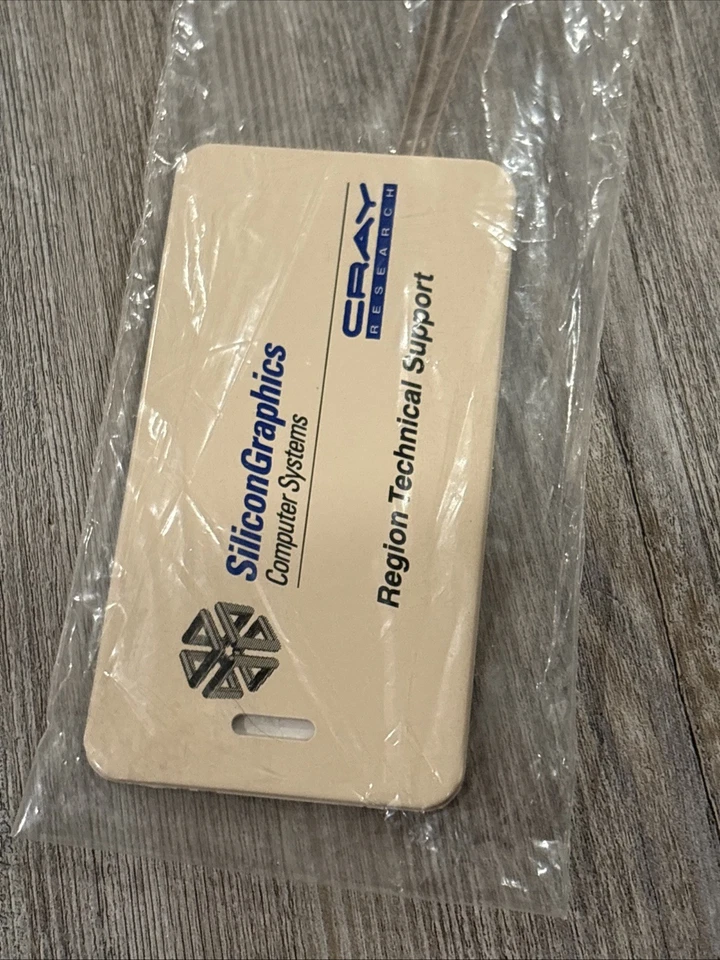 SiliconGraphics
Computer Systems
CRAY
RESEARCH
Region Technical Support